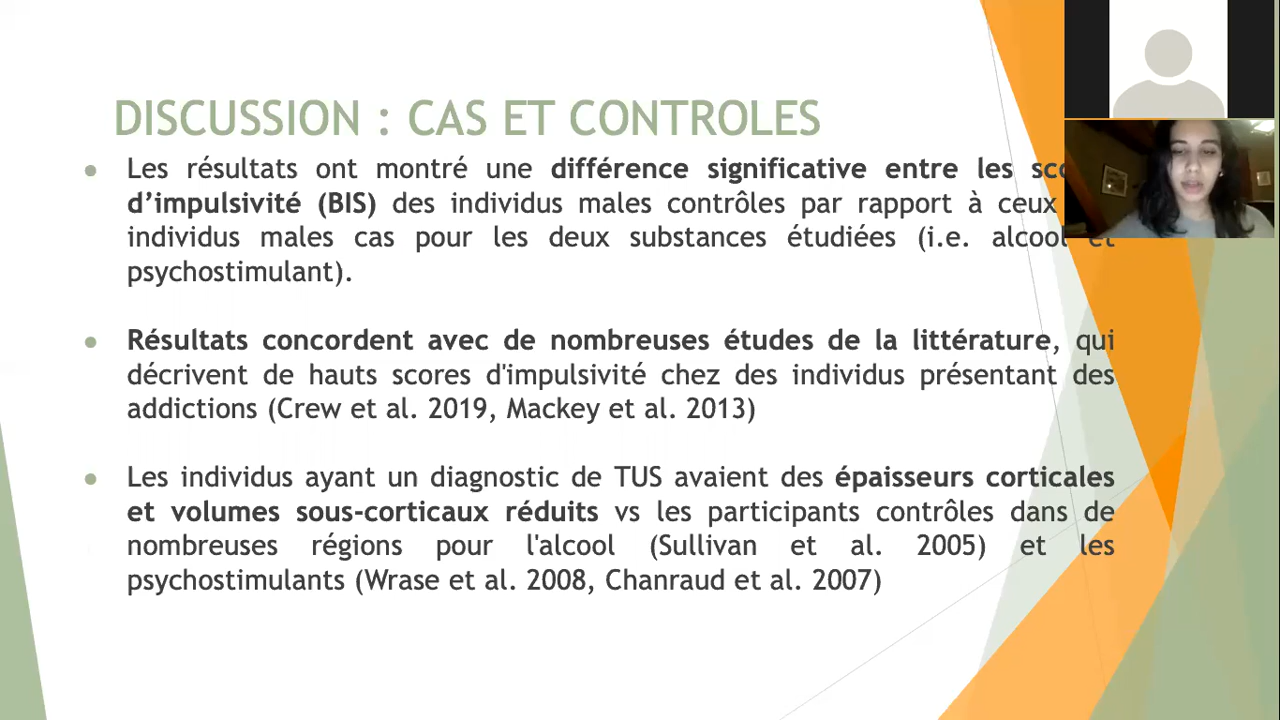 DISCUSSION : CAS ET CONTROLES
● Les résultats ont montré une différence significative entre les
d’impulsivité (BIS) des individus males contrôles par rapport à ceux
individus males cas pour les deux substances étudiées (i.e. alcool et
psychostimulant).
● Résultats concordent avec de nombreuses études de la littérature, qui
décrivent de hauts scores d'impulsivité chez des individus présentant des
addictions (Crew et al. 2019, Mackey et al. 2013)
● Les individus ayant un diagnostic de TUS avaient des épaisseurs corticales
et volumes sous-corticaux réduits vs les participants contrôles dans de
nombreuses régions pour l'alcool (Sullivan et al. 2005) et les
psychostimulants (Wrase et al. 2008, Chanraud et al. 2007)